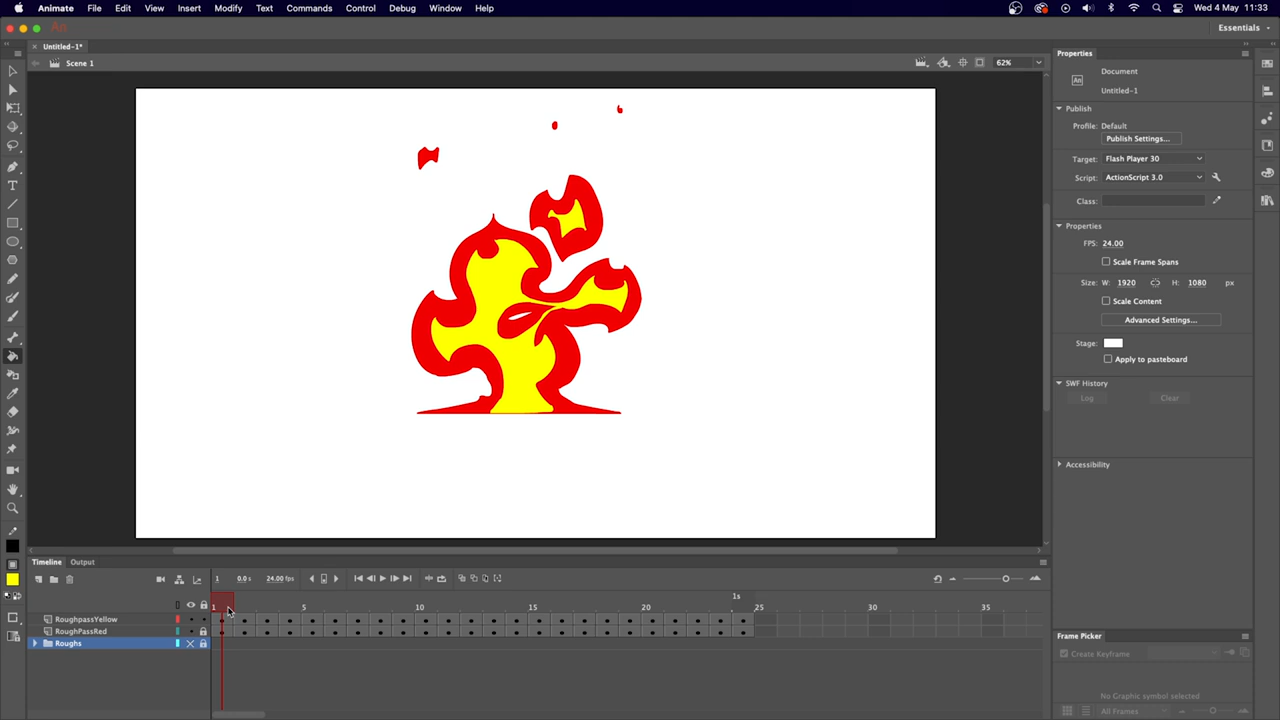 Animate File Edit View Insert Modify Text Commands Control Debug Window Help Wed 4 May 11:33
An Essentials
Untitled-1*
Scene 1 62%
Properties
Document
Untitled-1
Publish
Profile: Default
Publish Settings...
Target: Flash Player 30
Script: ActionScript 3.0
Class:
Properties
FPS: 24.00
Scale Frame Spans
Size: W: 1920 H: 1080 px
Scale Content
Advanced Settings...
Stage:
Apply to pasteboard
SWF History
Log Clear
Accessibility
Timeline Output
1 0.0 s 24.00 fps
1s
1 5 10 15 20 25 30 35
RoughpassYellow
RoughPassRed
Roughs
Frame Picker
Create Keyframe
No Graphic symbol selected
All Frames